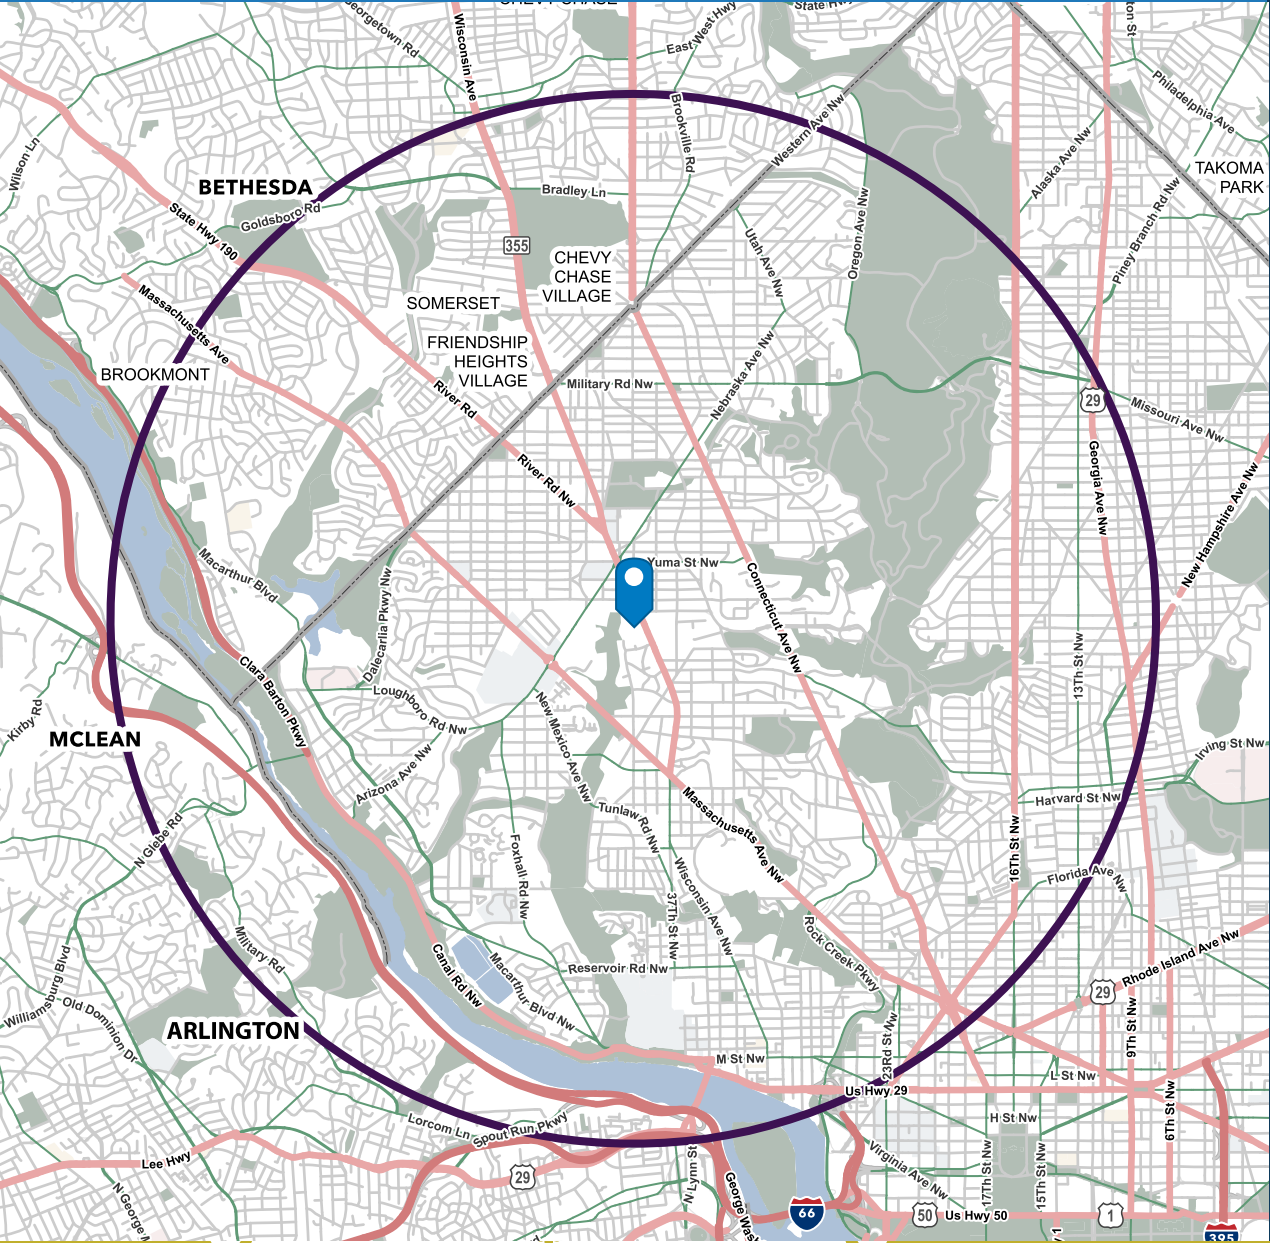 CHEVY CHASE
State Hwy
ton St
Georgetown Rd
Wisconsin Ave
East West Hwy
Philadelphia Ave
Wilson Ln
Brookville Rd
Western Ave Nw
Alaska Ave Nw
TAKOMA
PARK
BETHESDA
Bradley Ln
Goldsboro Rd
State Hwy 190
Piney Branch Rd Nw
Oregon Ave Nw
Utah Ave Nw
355
CHEVY
CHASE
VILLAGE
Massachusetts Ave
SOMERSET
FRIENDSHIP
HEIGHTS
VILLAGE
BROOKMONT
Military Rd Nw
Nebraska Ave Nw
River Rd
29
Missouri Ave Nw
Georgia Ave Nw
River Rd Nw
New Hampshire Ave Nw
Yuma St Nw
Macarthur Blvd
Connecticut Ave Nw
Dalecarlia Pkwy Nw
13Th St Nw
Clara Barton Pkwy
Kirby Rd
Loughboro Rd Nw
New Mexico Ave Nw
MCLEAN
Irving St Nw
Arizona Ave Nw
Harvard St Nw
Massachusetts Ave Nw
Tunlaw Rd Nw
N Glebe Rd
16Th St Nw
Foxhall Rd Nw
Wisconsin Ave Nw
Florida Ave Nw
37Th St Nw
Rock Creek Pkwy
Military Rd
Canal Rd Nw
Macarthur Blvd Nw
Reservoir Rd Nw
Rhode Island Ave Nw
Williamsburg Blvd
29
Old Dominion Dr
ARLINGTON
9Th St Nw
23Rd St Nw
M St Nw
L St Nw
Us Hwy 29
6Th St Nw
H St Nw
Lorcom Ln
Spout Run Pkwy
Lee Hwy
29
N Lynn St
Virginia Ave Nw
17Th St Nw
15Th St Nw
N George M
George Wash
66
50
Us Hwy 50
1
395